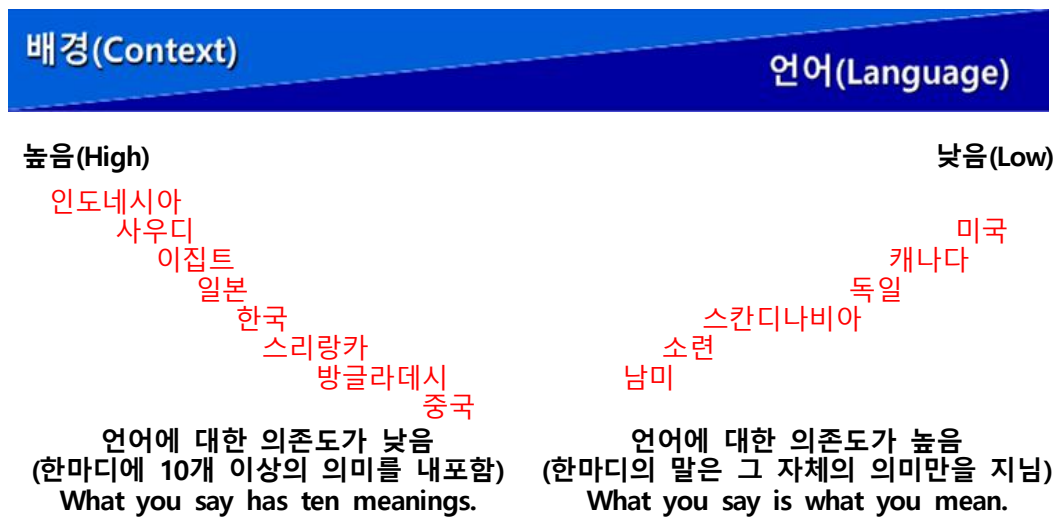 배경(Context)
언어(Language)
높음(High)
낮음(Low)
인도네시아
사우디
이집트
일본
한국
스리랑카
방글라데시
중국
미국
캐나다
독일
스칸디나비아
소련
남미
언어에 대한 의존도가 낮음
(한마디에 10개 이상의 의미를 내포함)
What you say has ten meanings.
언어에 대한 의존도가 높음
(한마디의 말은 그 자체의 의미만을 지님)
What you say is what you mean.